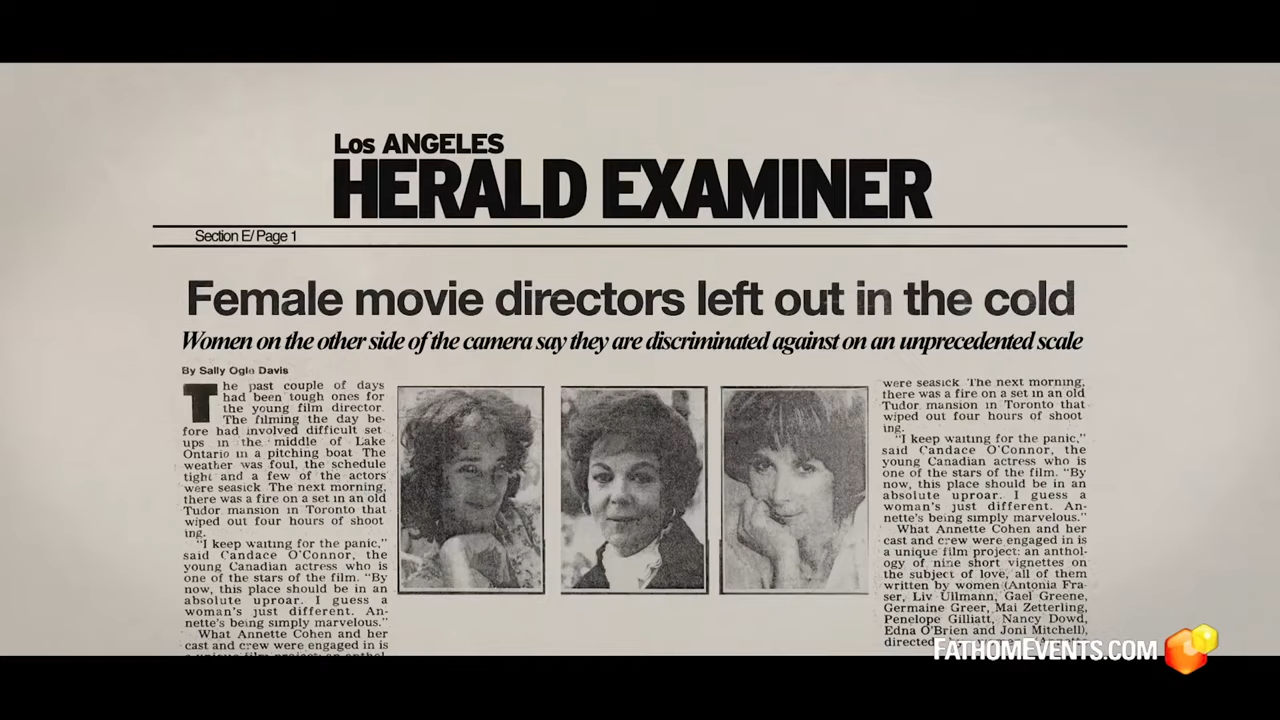 Los ANGELES
HERALD EXAMINER
Section E/ Page 1
Female movie directors left out in the cold
Women on the other side of the camera say they are discriminated against on an unprecedented scale
By Sally Ogle Davis
The past couple of days
had been tough ones for
the young film director.
The filming the day be-
fore had involved difficult set
ups in the middle of Lake
Ontario in a pitching boat The
weather was foul, the schedule
tight and a few of the actors
were seasick The next morning,
there was a fire on a set in an old
Tudor mansion in Toronto that
wiped out four hours of shoot
ing.
"I keep waiting for the panic,"
said Candace O'Connor, the
young Canadian actress who is
one of the stars of the film. "By
now, this place should be in an
absolute uproar. I guess a
woman's just different. An-
nette's being simply marvelous."
What Annette Cohen and her
cast and crew were engaged in is
a unique film project: an anthol-
were seasick The next morning,
there was a fire on a set in an old
Tudor mansion in Toronto that
wiped out four hours of shoot
ing.
"I keep waiting for the panic,"
said Candace O'Connor, the
young Canadian actress who is
one of the stars of the film. "By
now, this place should be in an
absolute uproar. I guess a
woman's just different. An-
nette's being simply marvelous."
What Annette Cohen and her
cast and crew were engaged in is
a unique film project: an anthol-
ogy of nine short vignettes on
the subject of love, all of them
written by women (Antonia Fra-
ser, Liv Ullmann, Gael Greene,
Germaine Greer, Mai Zetterling,
Penelope Gilliatt, Nancy Dowd,
Edna O'Brien and Joni Mitchell),
directed
FATHOMEVENTS.COM